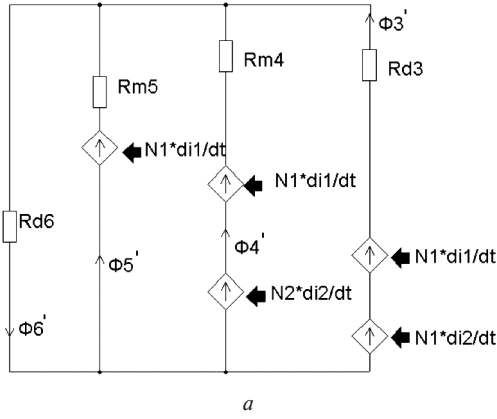 Φ3'
Rm4
Rd3
Rm5
N1*di1/dt
N1*di1/dt
Rd6
Φ4'
Φ5'
N1*di1/dt
N2*di2/dt
Φ6'
N1*di2/dt
a